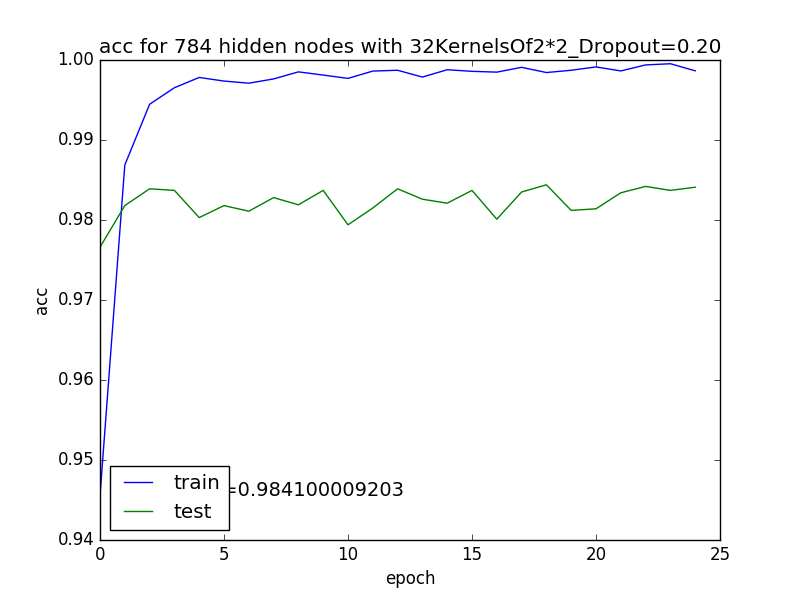 acc for 784 hidden nodes with 32KernelsOf2*2_Dropout=0.20
1.00
0.99
0.98
0.97
0.96
0.95
0.94
acc
train
test
=0.984100009203
0
5
10
15
20
25
epoch